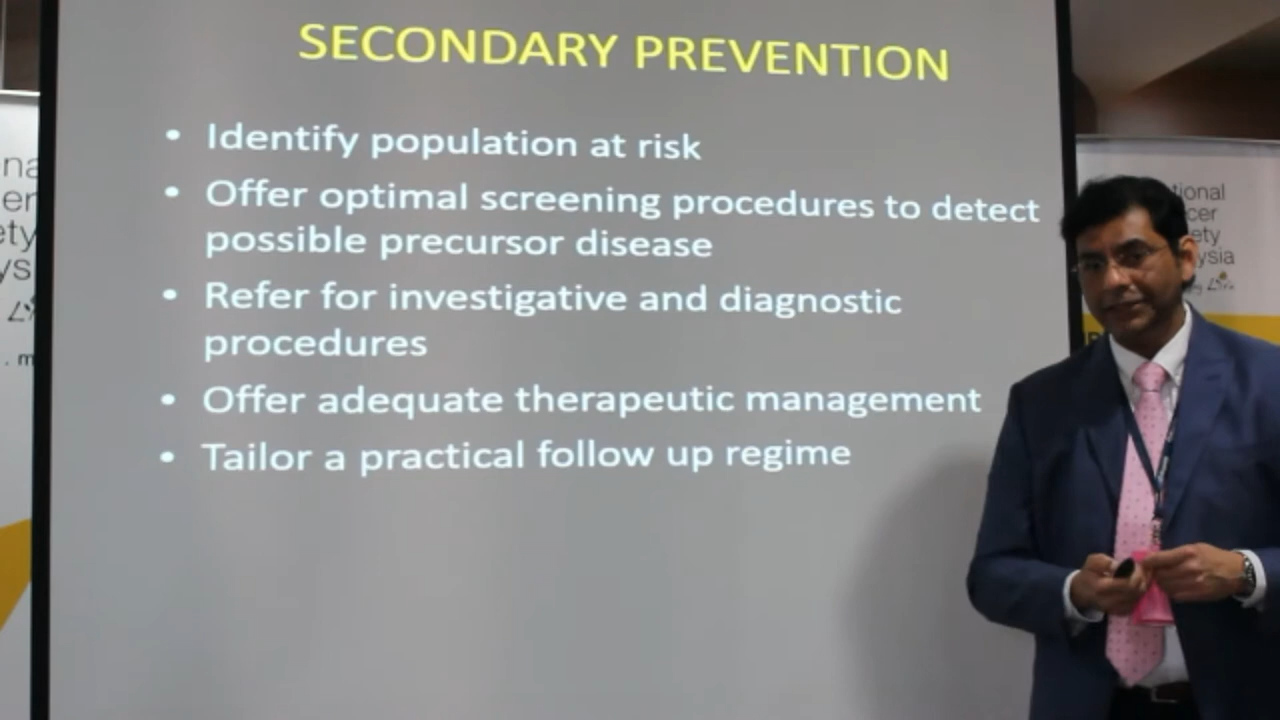 SECONDARY PREVENTION
• Identify population at risk
• Offer optimal screening procedures to detect
possible precursor disease
• Refer for investigative and diagnostic
procedures
• Offer adequate therapeutic management
• Tailor a practical follow up regime